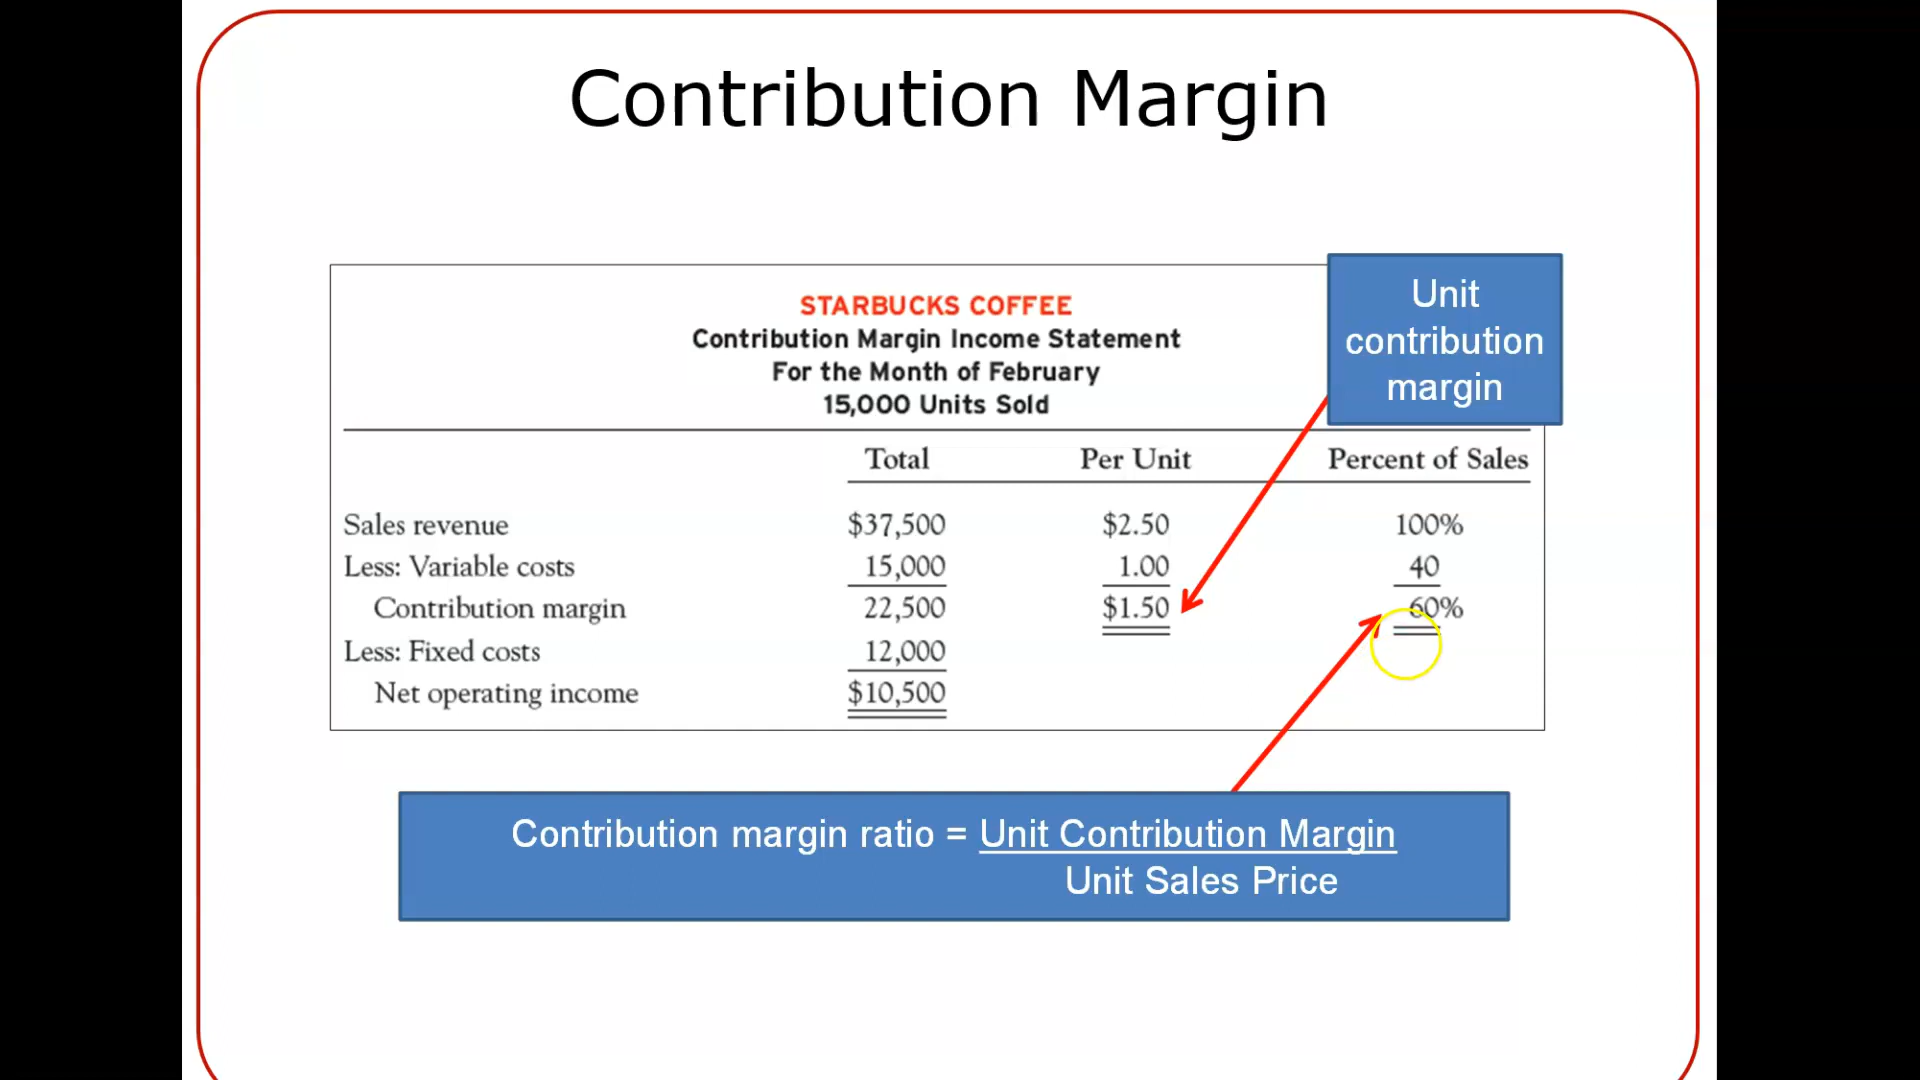 Contribution Margin
STARBUCKS COFFEE
Contribution Margin Income Statement
For the Month of February
15,000 Units Sold
Unit
contribution
margin
Total Per Unit Percent of Sales
Sales revenue $37,500 $2.50 100%
Less: Variable costs 15,000 1.00 40
Contribution margin 22,500 $1.50 60%
Less: Fixed costs 12,000
Net operating income $10,500
Contribution margin ratio = Unit Contribution Margin
Unit Sales Price